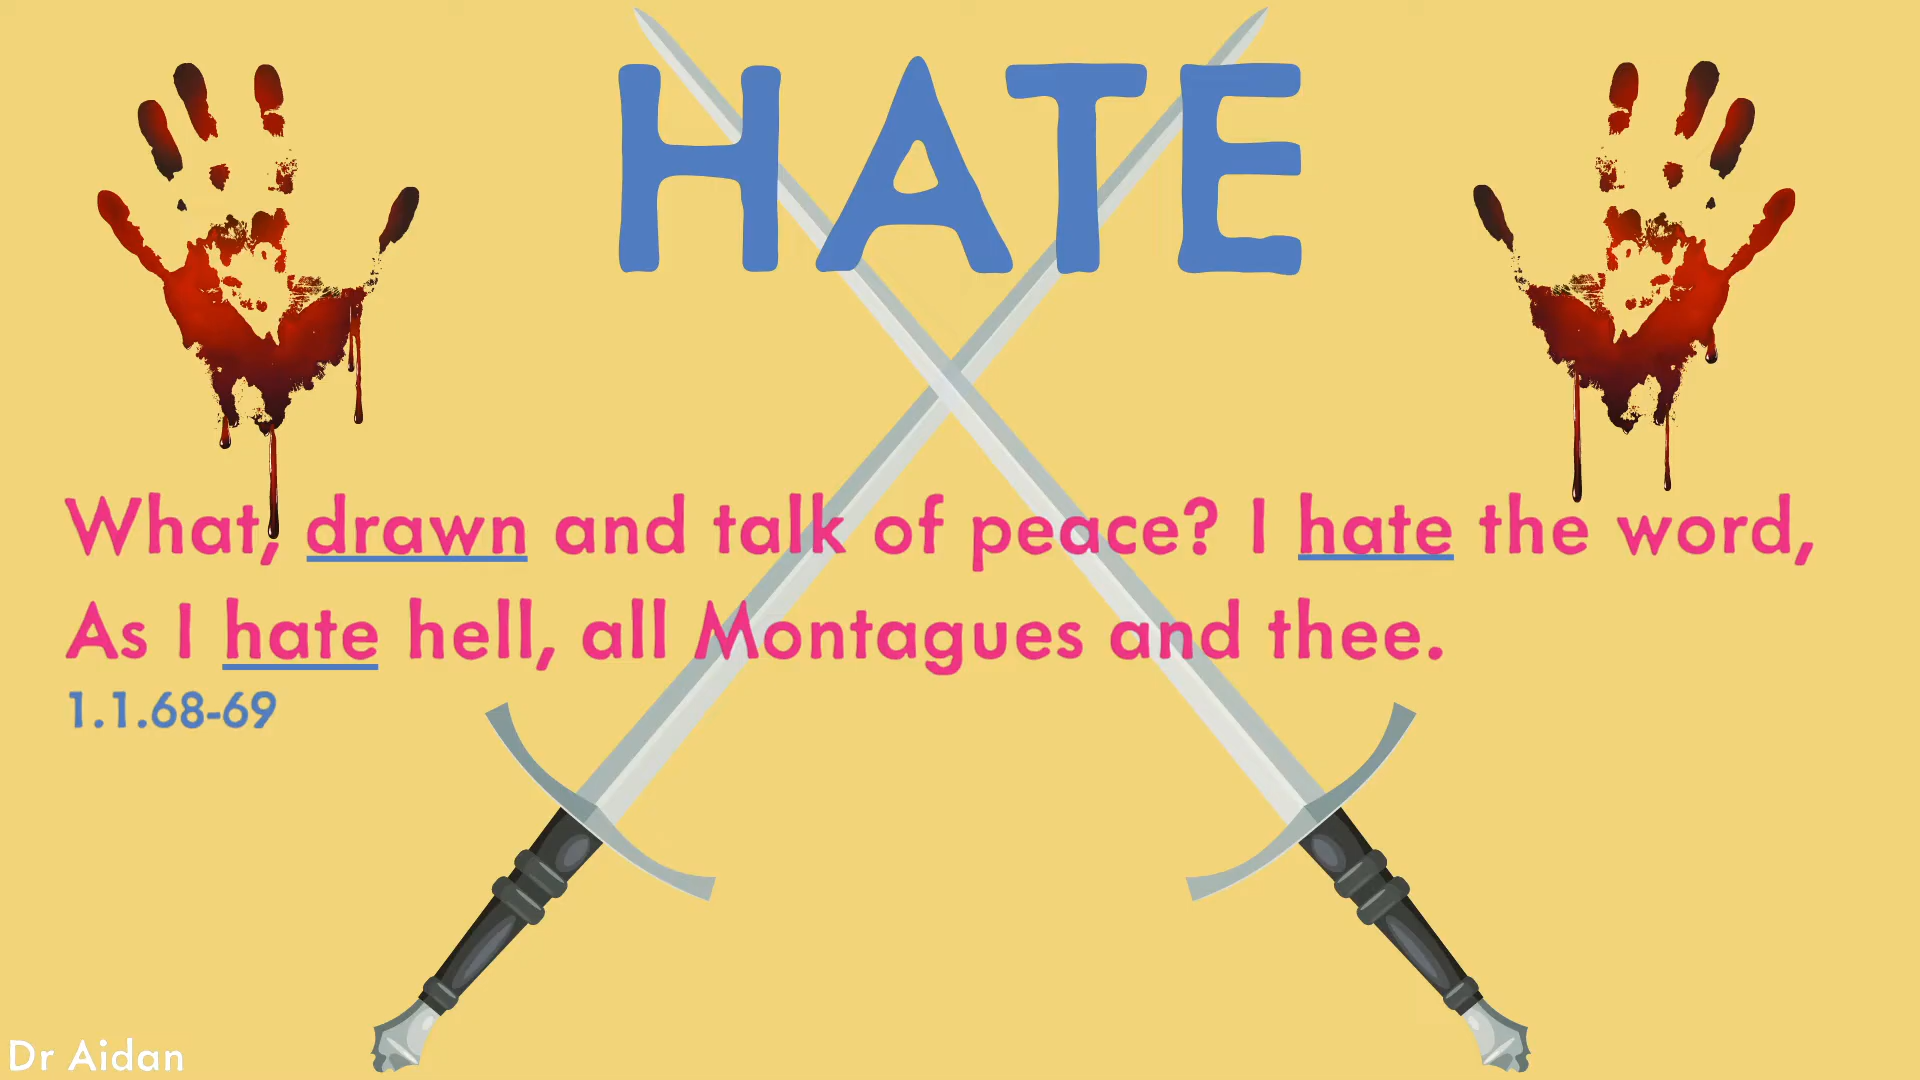 HATE
What, drawn and talk of peace? I hate the word,
As I hate hell, all Montagues and thee.
1.1.68-69
Dr Aidan